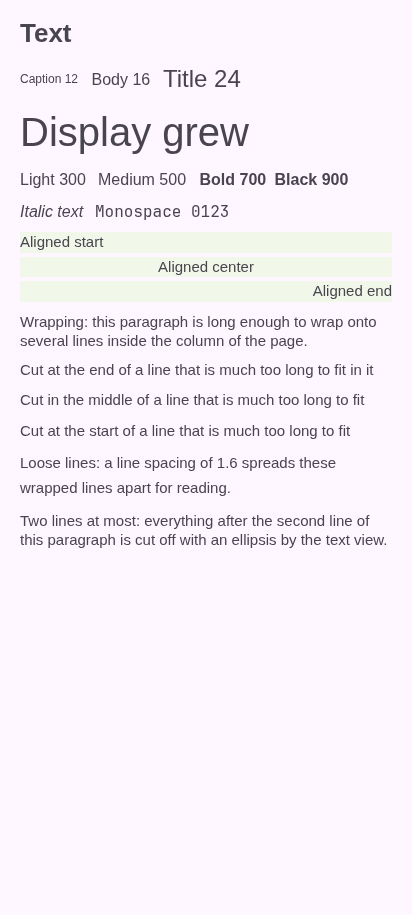 Text
Caption 12 Body 16 Title 24
Display grew
Light 300 Medium 500 Bold 700 Black 900
Italic text Monospace 0123
Aligned start
Aligned center
Aligned end
Wrapping: this paragraph is long enough to wrap onto
several lines inside the column of the page.
Cut at the end of a line that is much too long to fit in it
Cut in the middle of a line that is much too long to fit
Cut at the start of a line that is much too long to fit
Loose lines: a line spacing of 1.6 spreads these
wrapped lines apart for reading.
Two lines at most: everything after the second line of
this paragraph is cut off with an ellipsis by the text view.